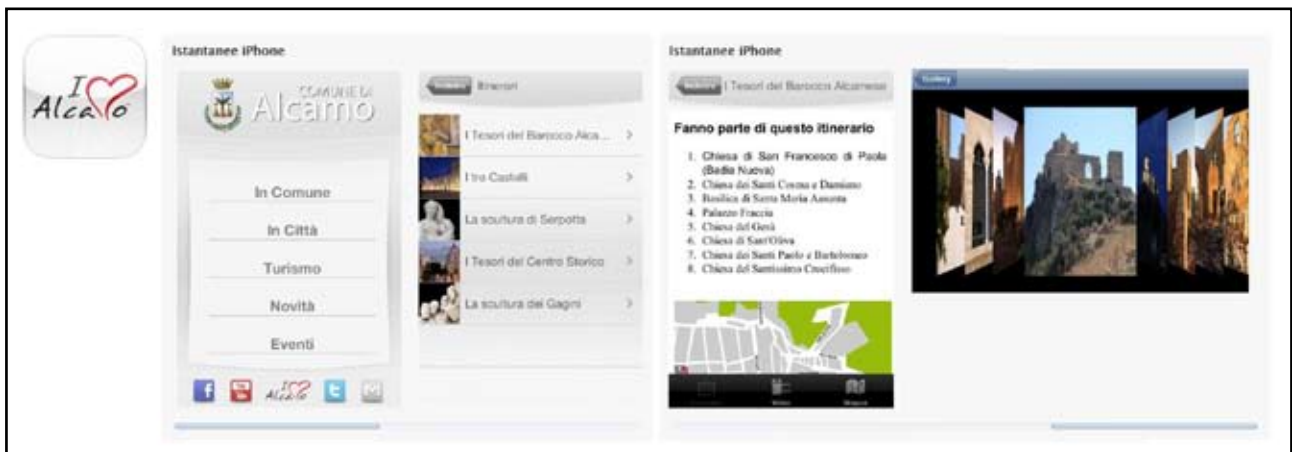 I
Alcamo
Istantanee iPhone
COMUNE DI
Alcamo
In Comune
In Città
Turismo
Novità
Eventi
I
Alcamo
Itinerari
I Tesori del Barocco Alca...
I tre Castelli
La scultura di Serpotta
I Tesori del Centro Storico
La scultura dei Gagini
Istantanee iPhone
I Tesori del Barocco Alcamese
Fanno parte di questo itinerario
1. Chiesa di San Francesco di Paola
(Badia Nuova)
2. Chiesa dei Santi Cosma e Damiano
3. Basilica di Santa Maria Assunta
4. Palazzo Fraccia
5. Chiesa del Gesù
6. Chiesa di Sant'Oliva
7. Chiesa dei Santi Paolo e Bartolomeo
8. Chiesa del Santissimo Crocifisso
Gallery